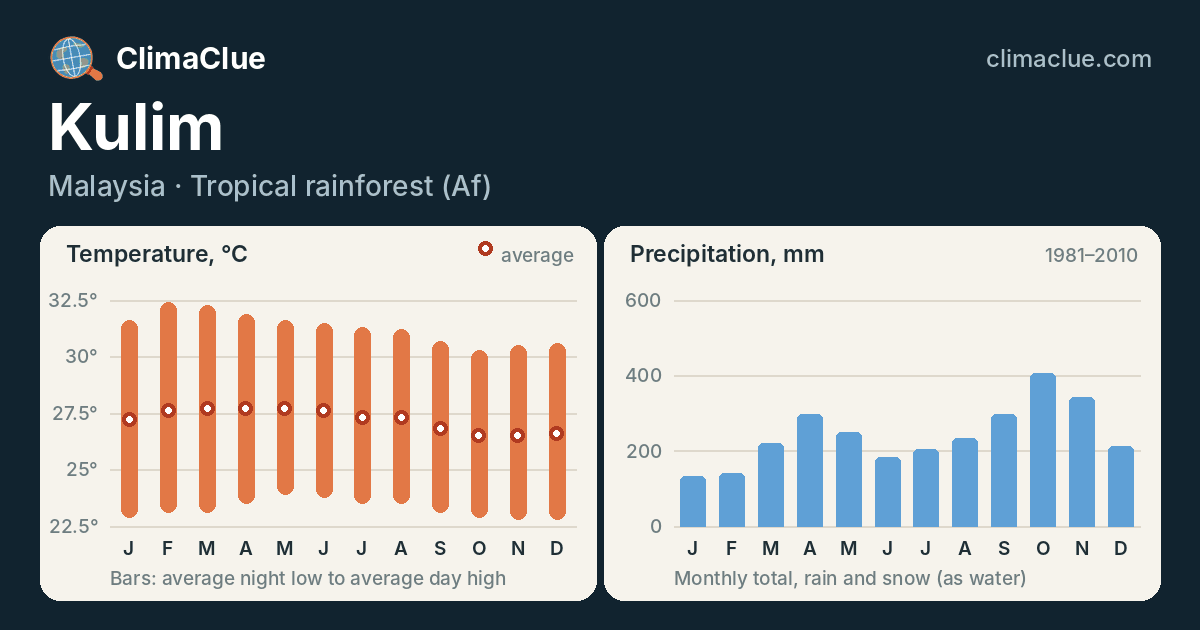 ClimaClue
climaclue.com
Kulim
Malaysia · Tropical rainforest (Af)
Temperature, °C
average
32.5°
30°
27.5°
25°
22.5°
J F M A M J J A S O N D
Bars: average night low to average day high
Precipitation, mm
1981–2010
600
400
200
0
J F M A M J J A S O N D
Monthly total, rain and snow (as water)